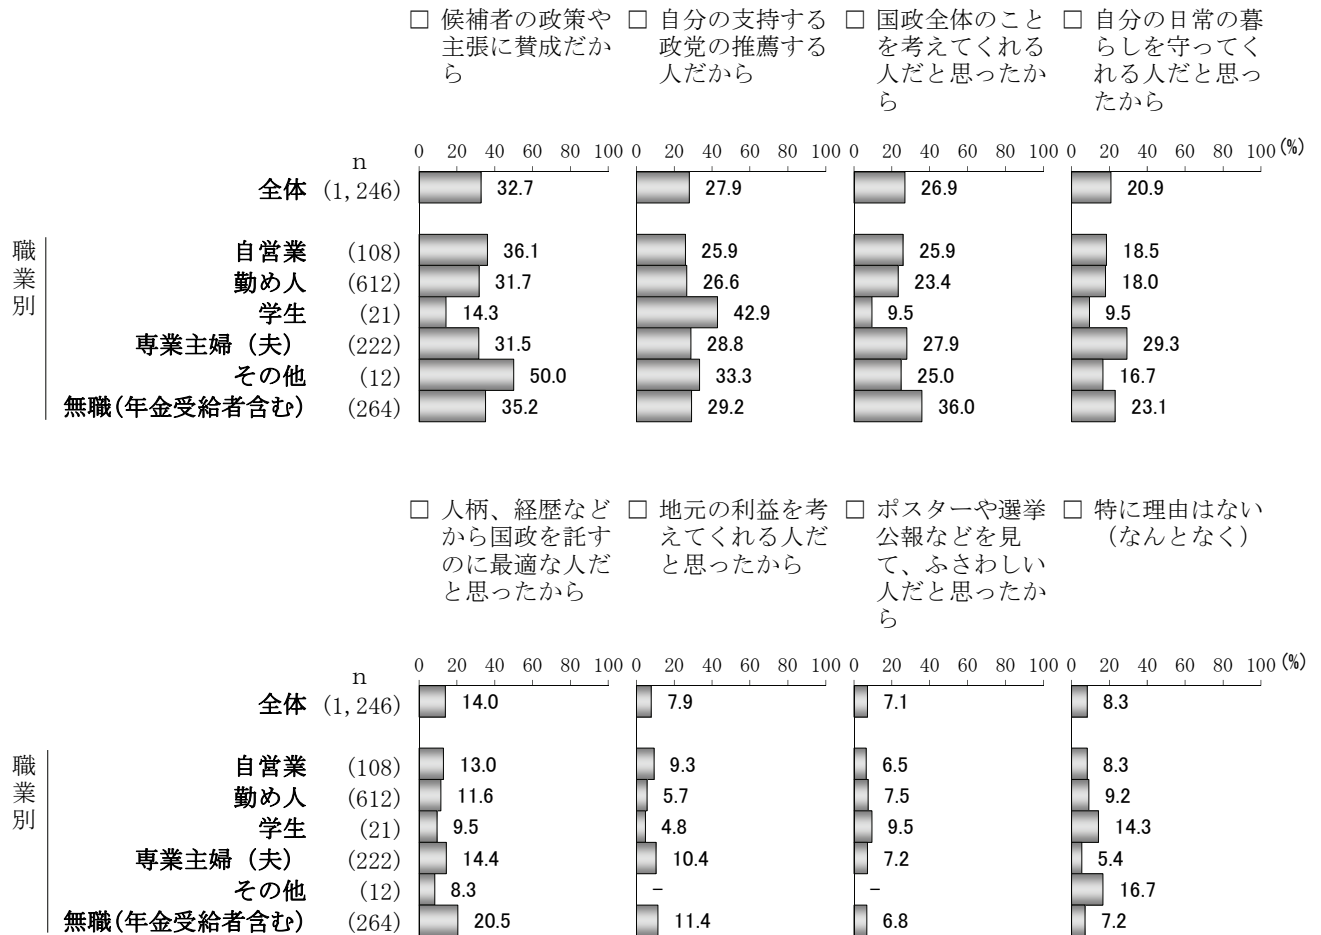 □ 候補者の政策や
主張に賛成だか
ら
□ 自分の支持する
政党の推薦する
人だから
□ 国政全体のこと
を考えてくれる
人だと思ったか
ら
□ 自分の日常の暮
らしを守ってく
れる人だと思っ
たから
n
0 20 40 60 80 100 0 20 40 60 80 100 0 20 40 60 80 100 0 20 40 60 80 100 (%)
全体 (1,246) 32.7 27.9 26.9 20.9
職業別
自営業 (108) 36.1 25.9 25.9 18.5
勤め人 (612) 31.7 26.6 23.4 18.0
学生 (21) 14.3 42.9 9.5 9.5
専業主婦（夫） (222) 31.5 28.8 27.9 29.3
その他 (12) 50.0 33.3 25.0 16.7
無職(年金受給者含む) (264) 35.2 29.2 36.0 23.1
□ 人柄、経歴など
から国政を託す
のに最適な人だ
と思ったから
□ 地元の利益を考
えてくれる人だ
と思ったから
□ ポスターや選挙
公報などを見
て、ふさわしい
人だと思ったか
ら
□ 特に理由はない
（なんとなく）
n
0 20 40 60 80 100 0 20 40 60 80 100 0 20 40 60 80 100 0 20 40 60 80 100 (%)
全体 (1,246) 14.0 7.9 7.1 8.3
職業別
自営業 (108) 13.0 9.3 6.5 8.3
勤め人 (612) 11.6 5.7 7.5 9.2
学生 (21) 9.5 4.8 9.5 14.3
専業主婦（夫） (222) 14.4 10.4 7.2 5.4
その他 (12) 8.3 - - 16.7
無職(年金受給者含む) (264) 20.5 11.4 6.8 7.2